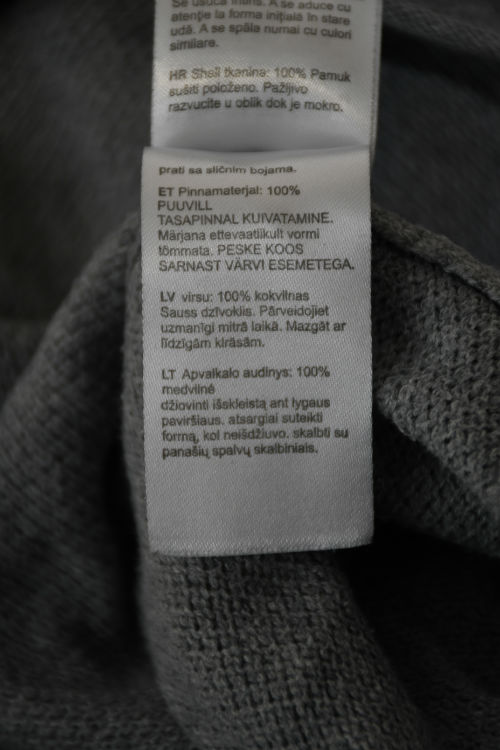 Se usucă întins. A se aduce cu
atenţie la forma iniţială în stare
udă. A se spăla numai cu culori
similare.
HR Shell tkanina: 100% Pamuk
sušiti položeno. Pažljivo
razvucite u oblik dok je mokro.
prati sa sličnim bojama.
ET Pinnamaterjal: 100%
PUUVILL
TASAPINNAL KUIVATAMINE.
Märjana ettevaatlikult vormi
tõmmata. PESKE KOOS
SARNAST VÄRVI ESEMETEGA.
LV virsu: 100% kokvilnas
Sauss dzīvoklis. Pārveidojiet
uzmanīgi mitrā laikā. Mazgāt ar
līdzīgām krāsām.
LT Apvalkalo audinys: 100%
medvilnė
džiovinti išskleistą ant lygaus
paviršiaus. atsargiai suteikti
formą, kol neišdžiuvo. skalbti su
panašių spalvų skalbiniais.